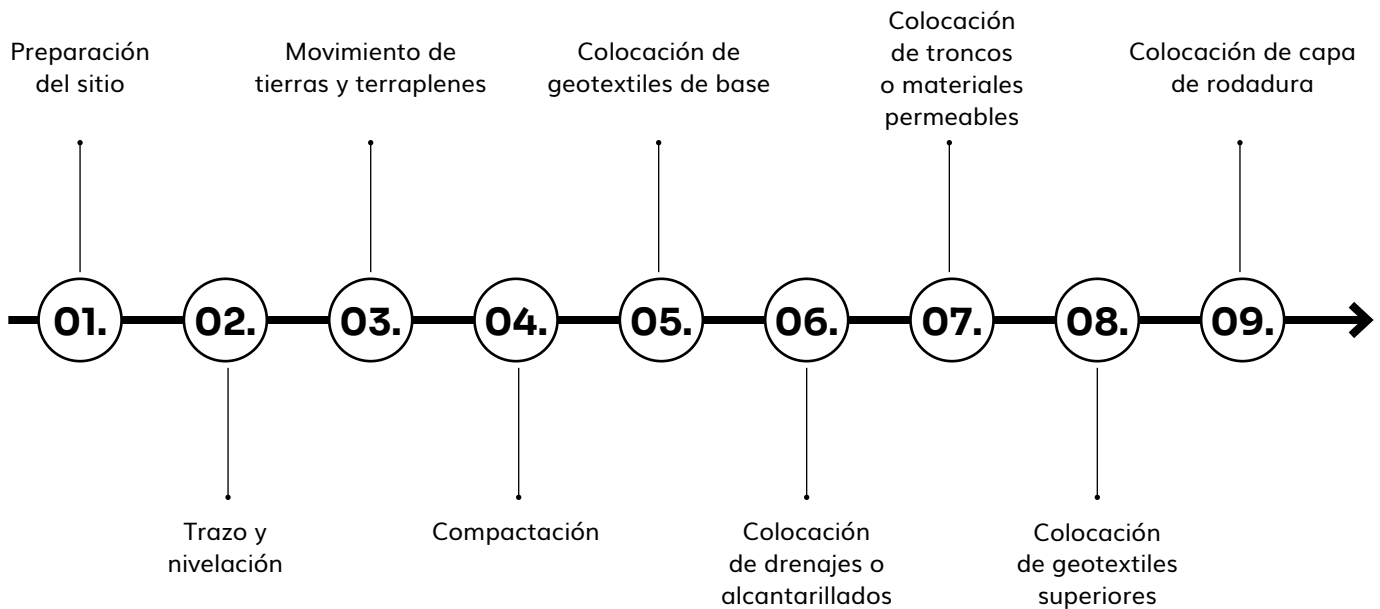 Preparación
del sitio
Movimiento de
tierras y terraplenes
Colocación de
geotextiles de base
Colocación
de troncos
o materiales
permeables
Colocación de capa
de rodadura
01.
02.
03.
04.
05.
06.
07.
08.
09.
Trazo y
nivelación
Compactación
Colocación
de drenajes o
alcantarillados
Colocación
de geotextiles
superiores